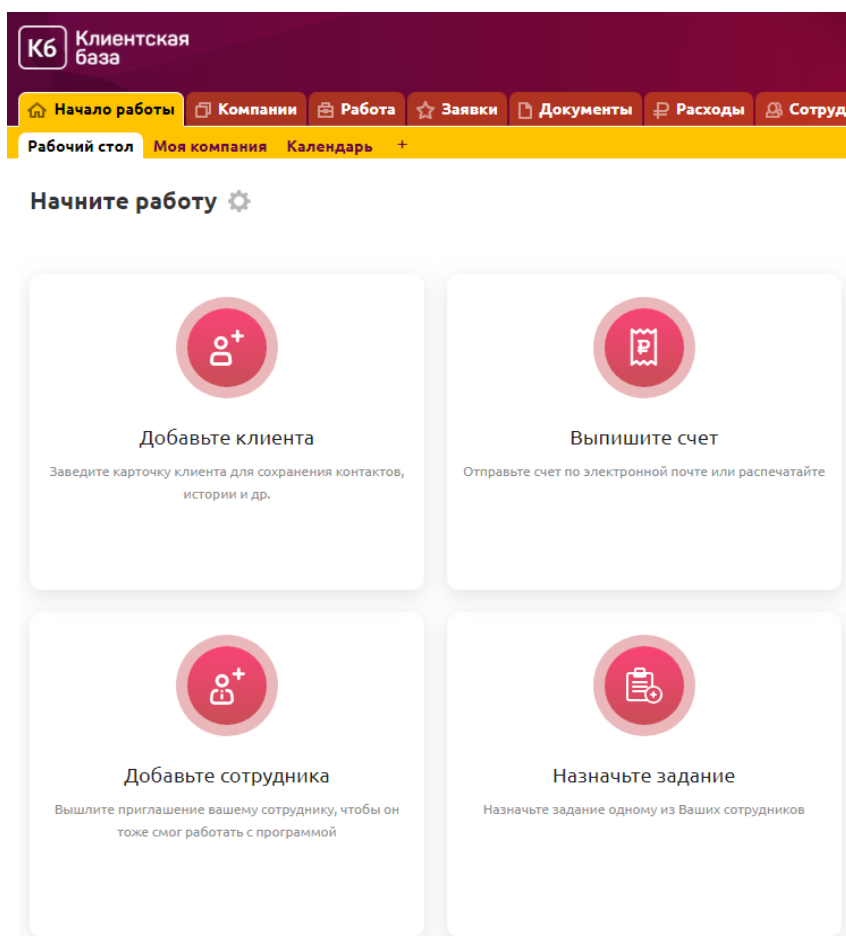 Кб Клиентская
база
Начало работы Компании Работа Заявки Документы Расходы Сотруд
Рабочий стол Моя компания Календарь +
Начните работу
Добавьте клиента
Заведите карточку клиента для сохранения контактов,
истории и др.
Выпишите счет
Отправьте счет по электронной почте или распечатайте
Добавьте сотрудника
Вышлите приглашение вашему сотруднику, чтобы он
тоже смог работать с программой
Назначьте задание
Назначьте задание одному из Ваших сотрудников